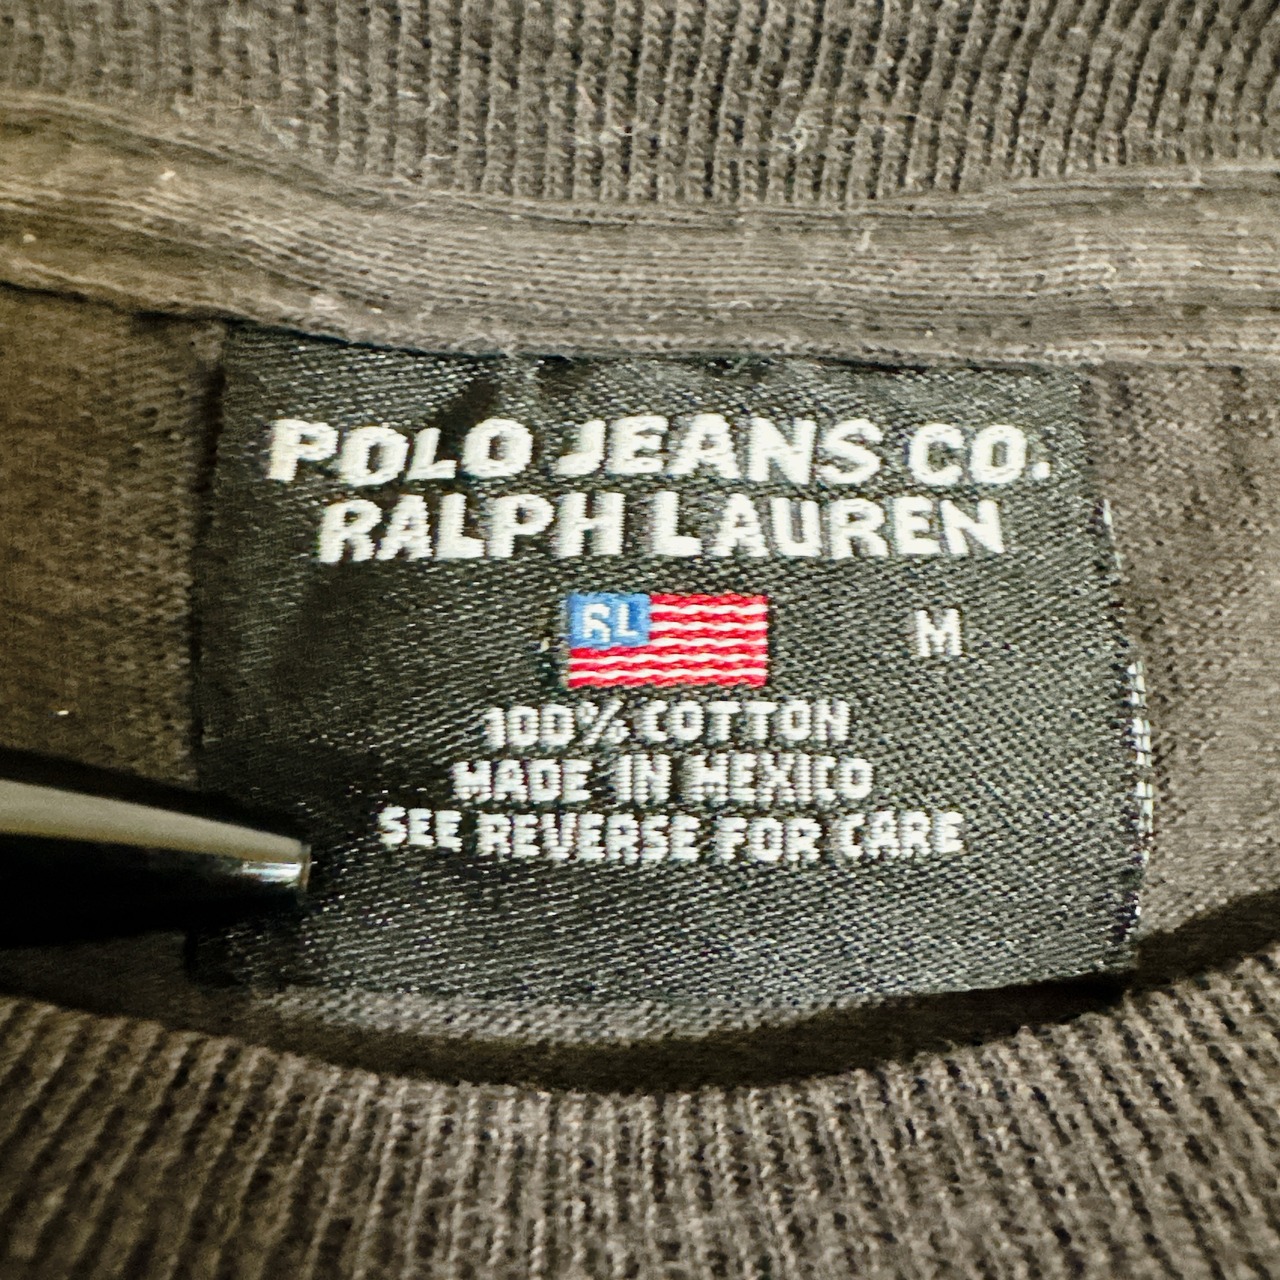 POLO JEANS CO.
RALPH LAUREN
RL
M
100% COTTON
MADE IN MEXICO
SEE REVERSE FOR CARE